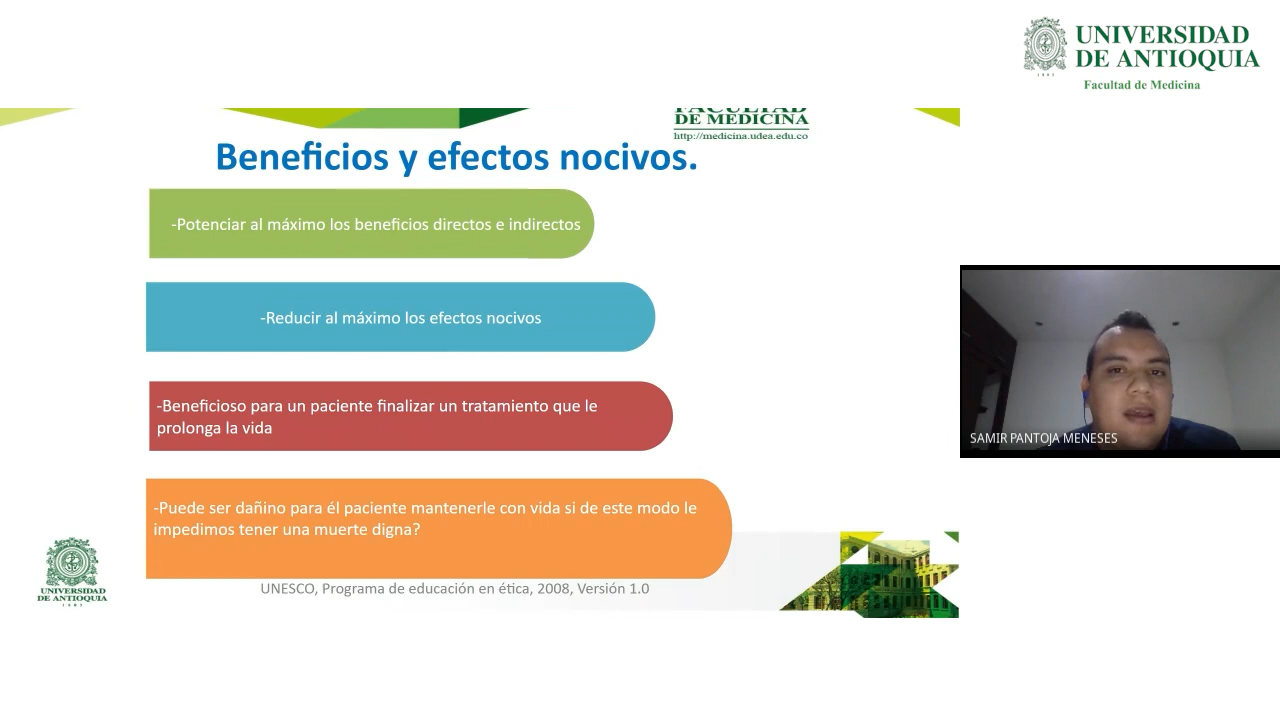 UNIVERSIDAD
DE ANTIOQUIA
1803
Facultad de Medicina
FACULTAD
DE MEDICINA
http://medicina.udea.edu.co
Beneficios y efectos nocivos.
-Potenciar al máximo los beneficios directos e indirectos
-Reducir al máximo los efectos nocivos
-Beneficioso para un paciente finalizar un tratamiento que le
prolonga la vida
SAMIR PANTOJA MENESES
-Puede ser dañino para él paciente mantenerle con vida si de este modo le
impedimos tener una muerte digna?
UNIVERSIDAD
DE ANTIOQUIA
1803
UNESCO, Programa de educación en ética, 2008, Versión 1.0